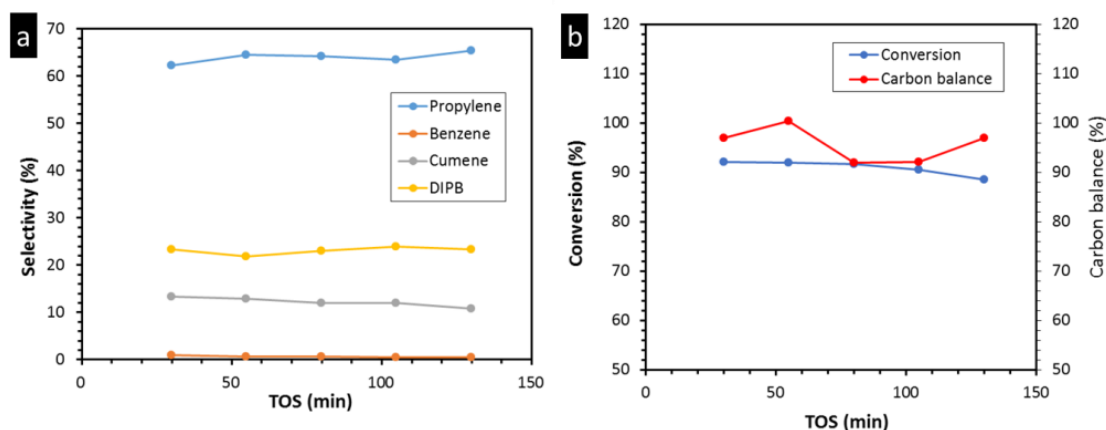 a
70
60
50
40
30
20
10
0
Selectivity (%)
Propylene
Benzene
Cumene
DIPB
0 50 100 150
TOS (min)
b
120
110
100
90
80
70
60
50
Conversion (%)
Conversion
Carbon balance
120
110
100
90
80
70
60
50
Carbon balance (%)
0 50 100 150
TOS (min)